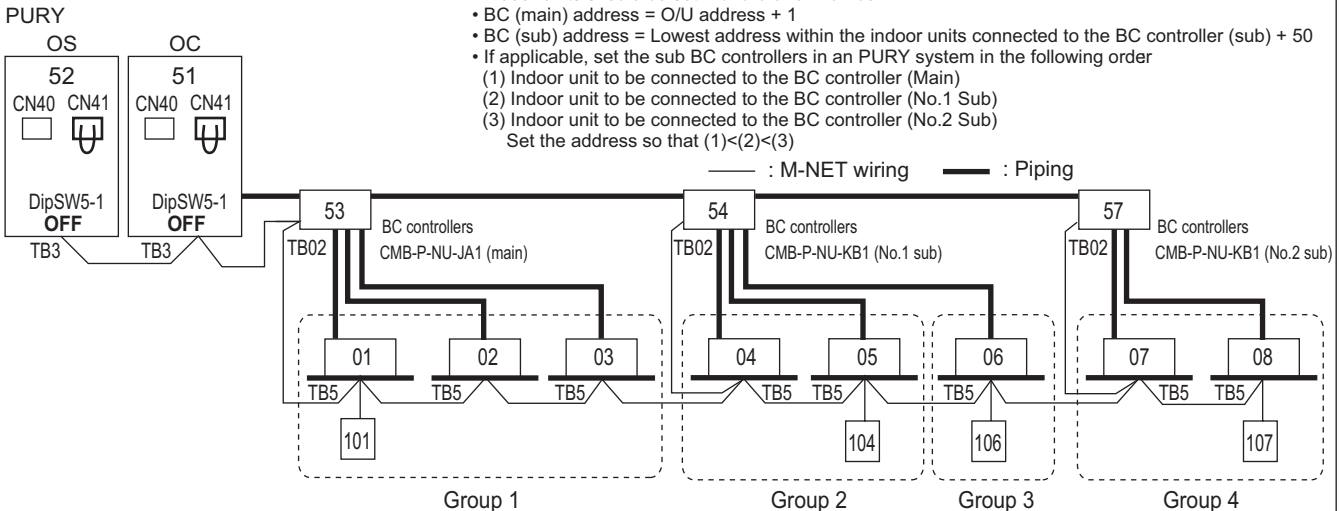 PURY
• BC (main) address = O/U address + 1
• BC (sub) address = Lowest address within the indoor units connected to the BC controller (sub) + 50
• If applicable, set the sub BC controllers in an PURY system in the following order
(1) Indoor unit to be connected to the BC controller (Main)
(2) Indoor unit to be connected to the BC controller (No.1 Sub)
(3) Indoor unit to be connected to the BC controller (No.2 Sub)
Set the address so that (1)<(2)<(3)
: M-NET wiring : Piping
OS OC
52 51
CN40 CN41 CN40 CN41
DipSW5-1 DipSW5-1
OFF OFF
TB3 TB3
53 54 57
TB02 TB02 TB02
BC controllers
CMB-P-NU-JA1 (main)
BC controllers
CMB-P-NU-KB1 (No.1 sub)
BC controllers
CMB-P-NU-KB1 (No.2 sub)
01 02 03 04 05 06 07 08
TB5 TB5 TB5 TB5 TB5 TB5 TB5 TB5
101 104 106 107
Group 1 Group 2 Group 3 Group 4